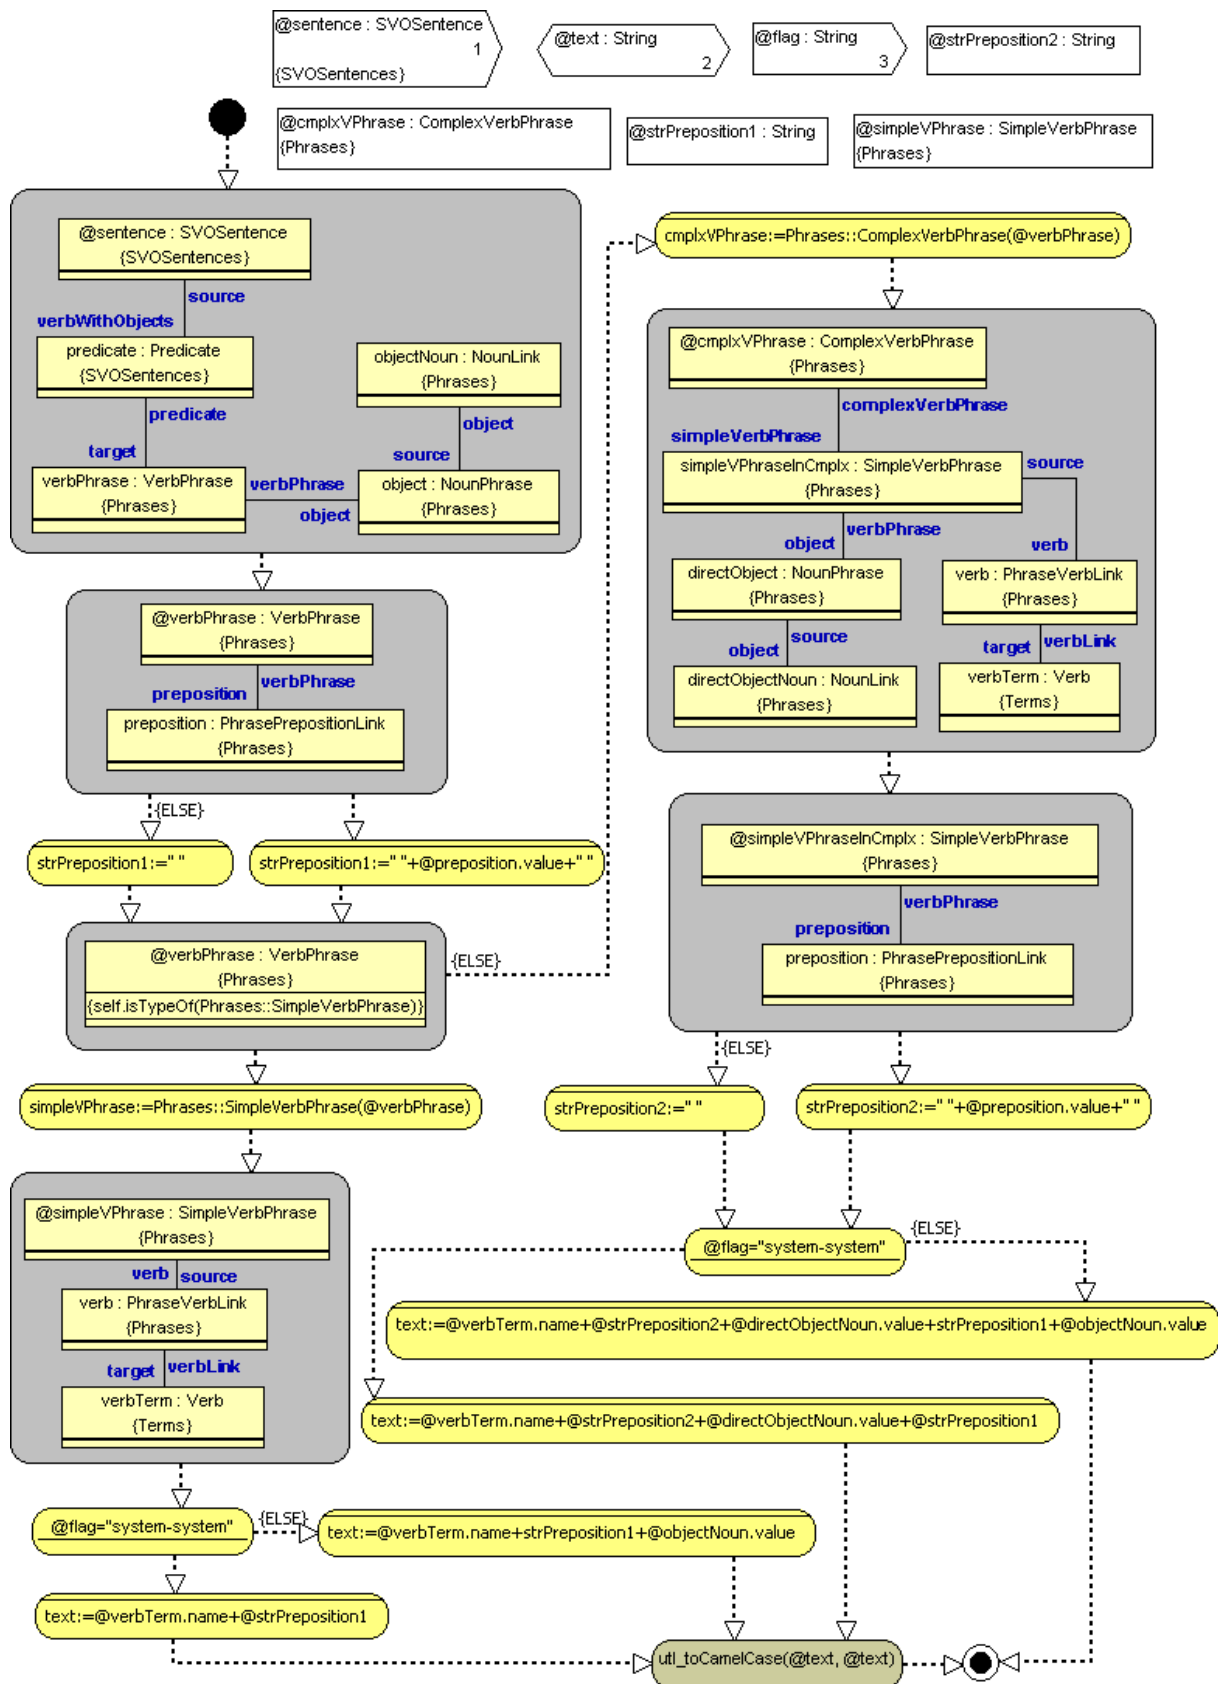 @sentence : SVOSentence
1
{SVOSentences}
@text : String
2
@flag : String
3
@strPreposition2 : String
@cmplxVPhrase : ComplexVerbPhrase
{Phrases}
@strPreposition1 : String
@simpleVPhrase : SimpleVerbPhrase
{Phrases}
@sentence : SVOSentence
{SVOSentences}
source
verbWithObjects
predicate : Predicate
{SVOSentences}
objectNoun : NounLink
{Phrases}
predicate
object
target
source
verbPhrase : VerbPhrase
{Phrases}
verbPhrase
object
object : NounPhrase
{Phrases}
@verbPhrase : VerbPhrase
{Phrases}
verbPhrase
preposition
preposition : PhrasePrepositionLink
{Phrases}
{ELSE}
strPreposition1:=" "
strPreposition1:=" "+@preposition.value+" "
@verbPhrase : VerbPhrase
{Phrases}
{self.isTypeOf(Phrases::SimpleVerbPhrase)}
{ELSE}
simpleVPhrase:=Phrases::SimpleVerbPhrase(@verbPhrase)
@simpleVPhrase : SimpleVerbPhrase
{Phrases}
verb
source
verb : PhraseVerbLink
{Phrases}
target
verbLink
verbTerm : Verb
{Terms}
@flag="system-system"
{ELSE}
text:=@verbTerm.name+strPreposition1+@objectNoun.value
text:=@verbTerm.name+@strPreposition1
cmplxVPhrase:=Phrases::ComplexVerbPhrase(@verbPhrase)
@cmplxVPhrase : ComplexVerbPhrase
{Phrases}
complexVerbPhrase
simpleVerbPhrase
simpleVPhraseInCmplx : SimpleVerbPhrase
{Phrases}
source
verbPhrase
object
verb
directObject : NounPhrase
{Phrases}
verb : PhraseVerbLink
{Phrases}
source
object
target
verbLink
directObjectNoun : NounLink
{Phrases}
verbTerm : Verb
{Terms}
@simpleVPhraseInCmplx : SimpleVerbPhrase
{Phrases}
verbPhrase
preposition
preposition : PhrasePrepositionLink
{Phrases}
{ELSE}
strPreposition2:=" "
strPreposition2:=" "+@preposition.value+" "
@flag="system-system"
{ELSE}
text:=@verbTerm.name+@strPreposition2+@directObjectNoun.value+strPreposition1+@objectNoun.value
text:=@verbTerm.name+@strPreposition2+@directObjectNoun.value+@strPreposition1
utl_toCamelCase(@text, @text)